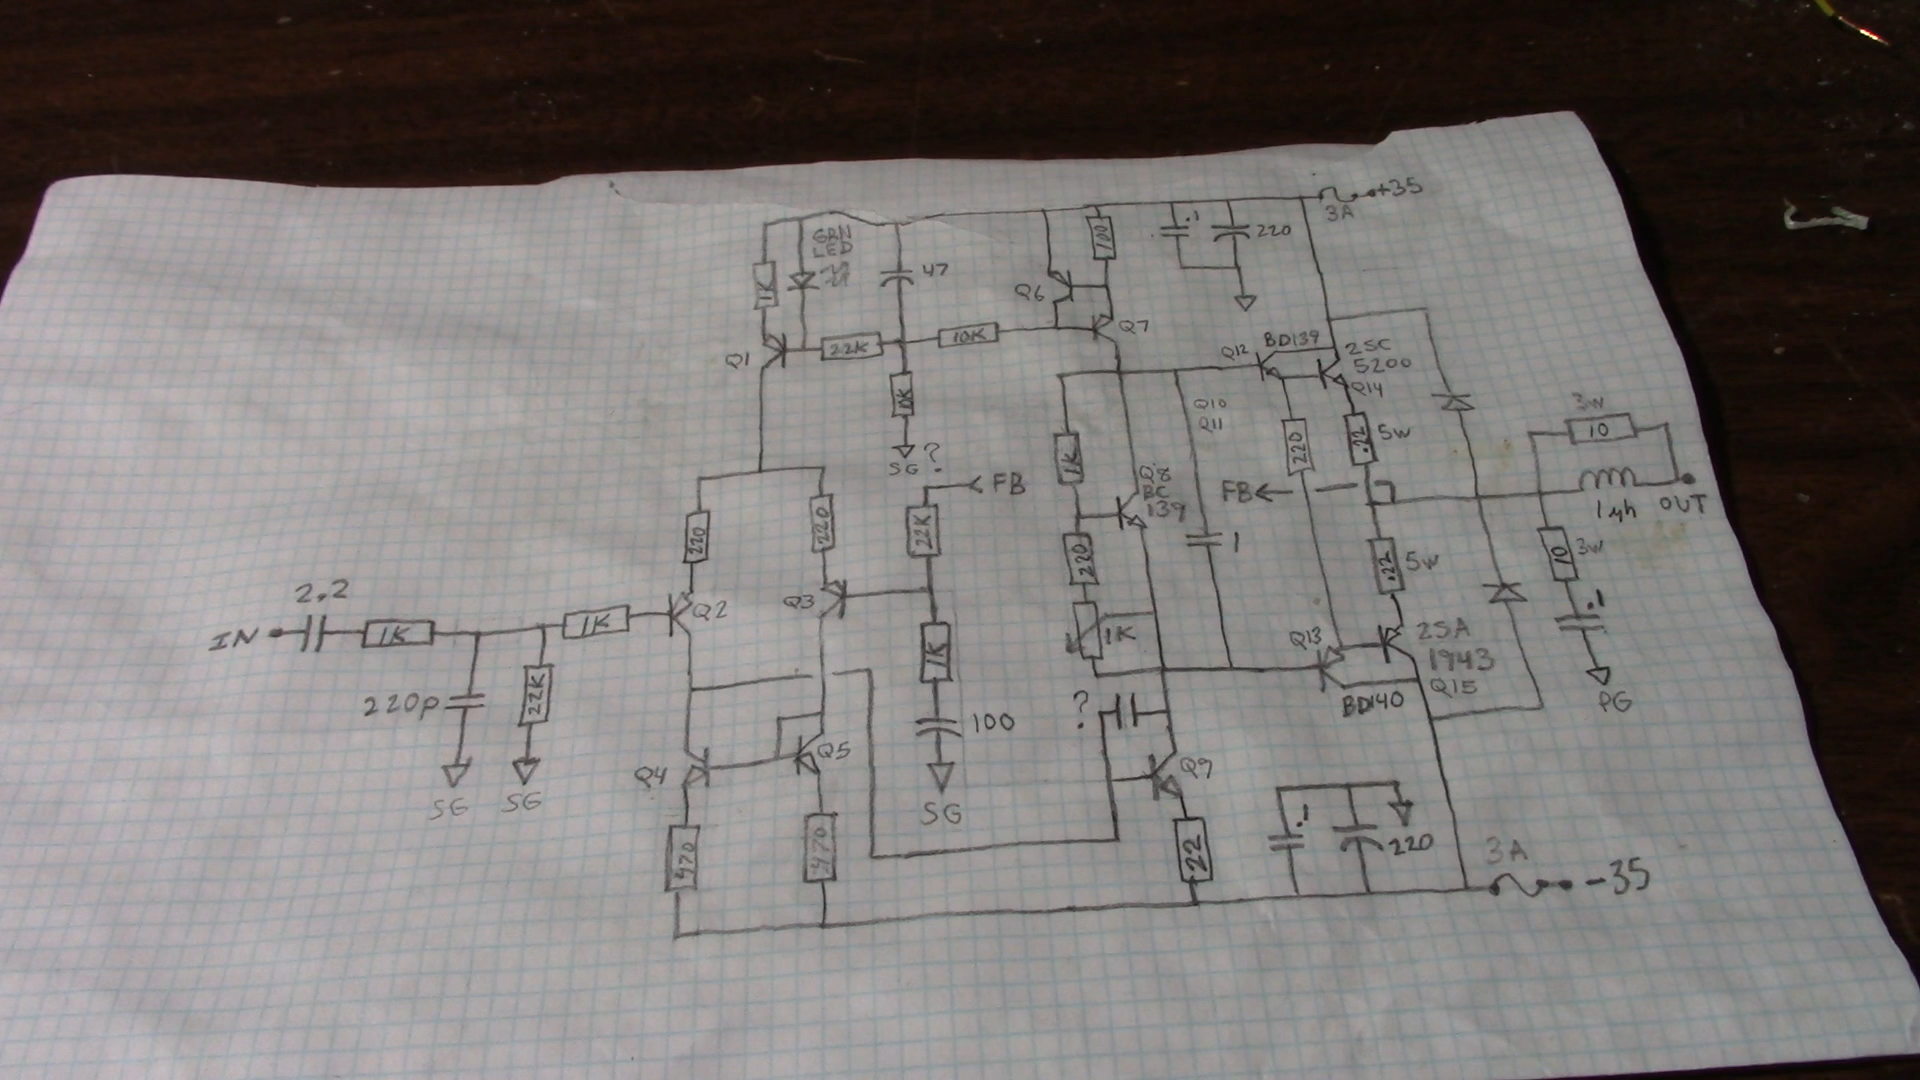 +35
3A
.1
220
100
GRN
LED
1K
47
Q6
Q7
Q1
22K
10K
Q12
BD139
2SC
5200
Q14
10K
SG ?
Q10
Q11
3W
10
220
.22
5W
1K
FB
FB
1µh
OUT
220
220
22K
139
220
1
.22
5W
10
3W
.1
2.2
IN
1K
1K
Q2
Q3
1K
1K
Q13
2SA
1943
Q15
BD140
PG
220p
22K
?
100
Q4
Q5
Q9
SG
SG
SG
470
470
22
.1
220
3A
-35